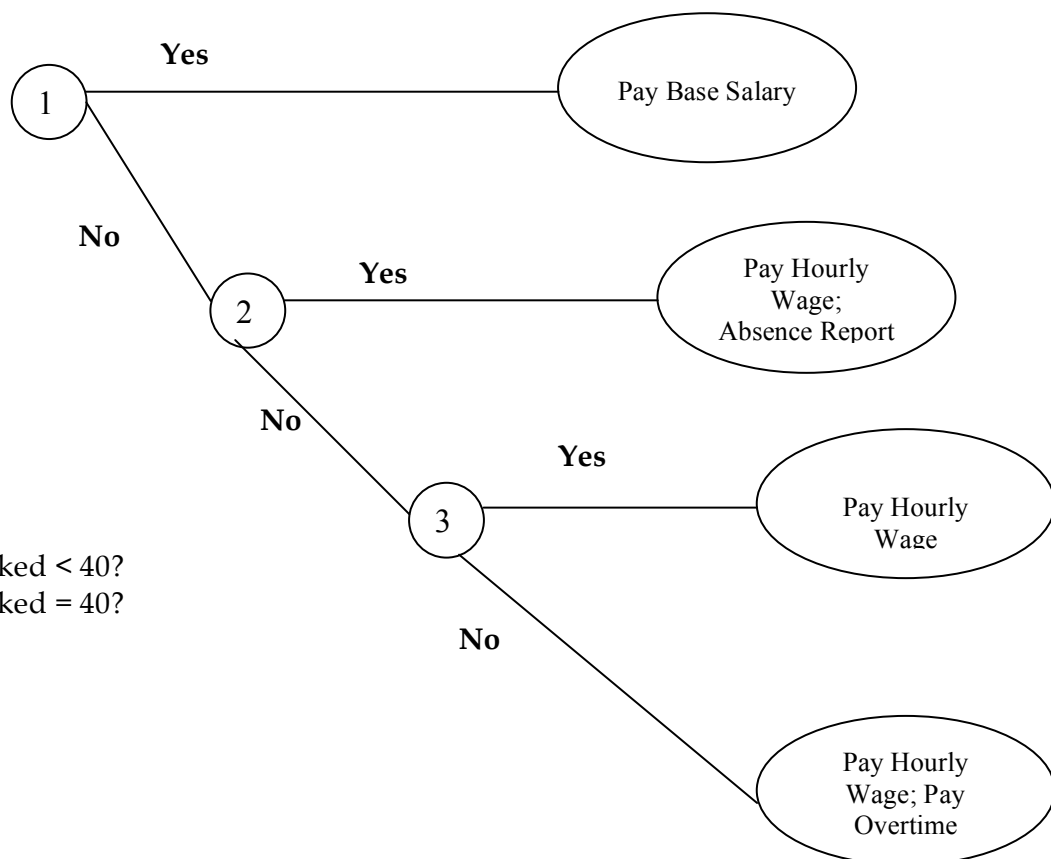 Yes
1
Pay Base Salary
No
Yes
2
Pay Hourly
Wage;
Absence Report
No
Yes
3
Pay Hourly
Wage
ked < 40?
ked = 40?
No
Pay Hourly
Wage; Pay
Overtime